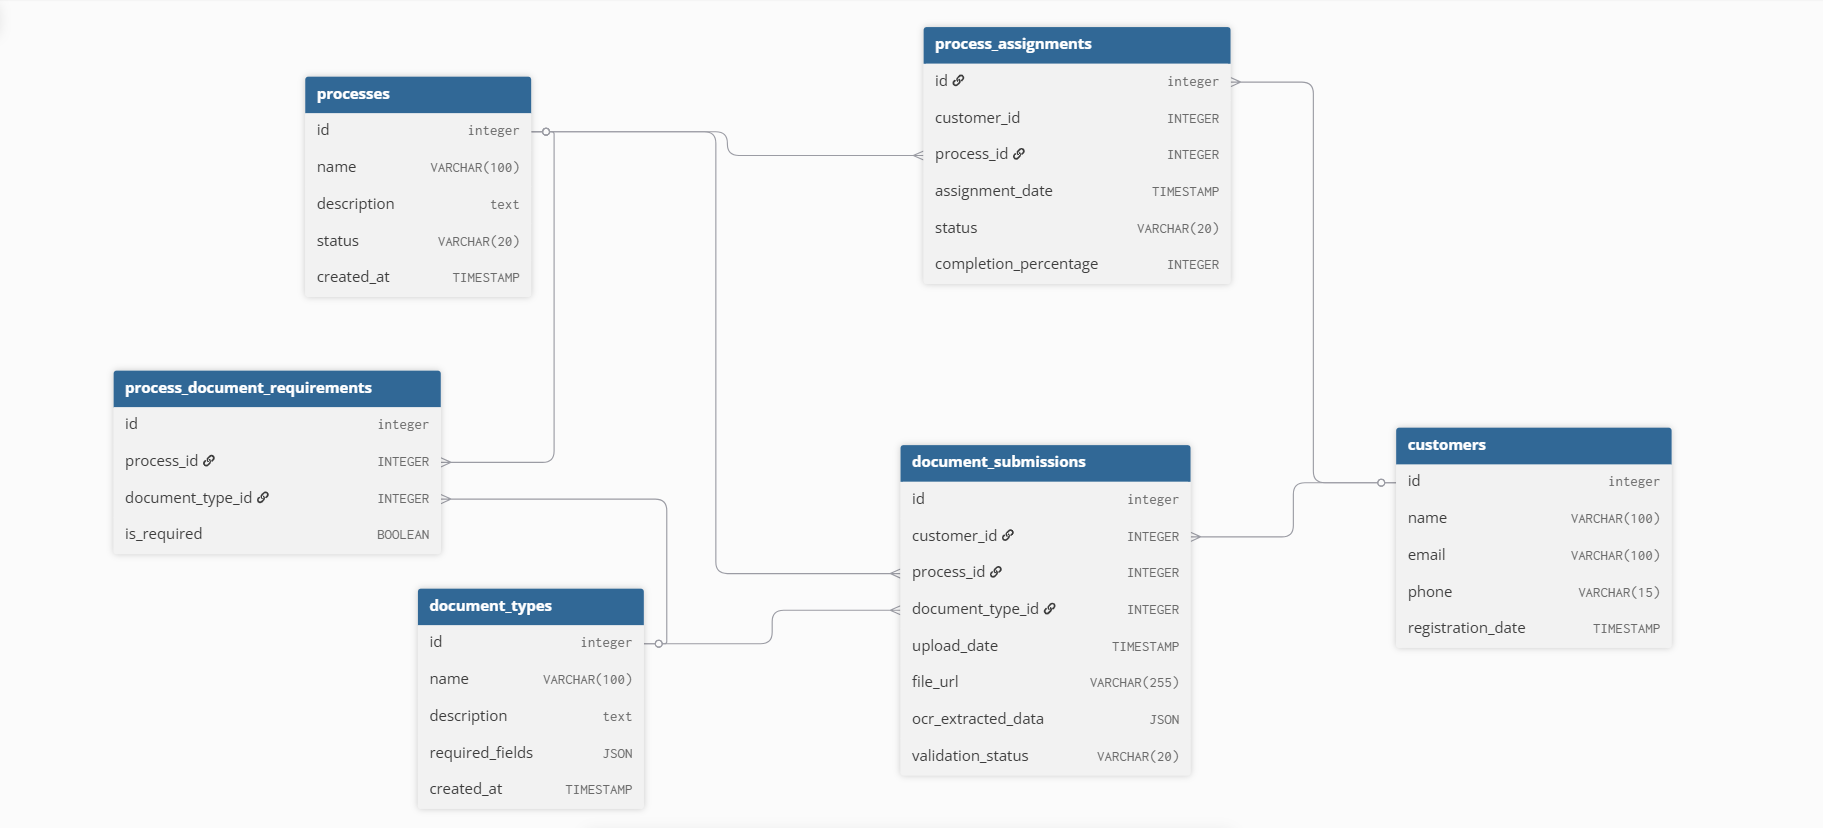 process_assignments
id integer
customer_id INTEGER
process_id INTEGER
assignment_date TIMESTAMP
status VARCHAR(20)
completion_percentage INTEGER
processes
id integer
name VARCHAR(100)
description text
status VARCHAR(20)
created_at TIMESTAMP
process_document_requirements
id integer
process_id INTEGER
document_type_id INTEGER
is_required BOOLEAN
document_submissions
id integer
customer_id INTEGER
process_id INTEGER
document_type_id INTEGER
upload_date TIMESTAMP
file_url VARCHAR(255)
ocr_extracted_data JSON
validation_status VARCHAR(20)
customers
id integer
name VARCHAR(100)
email VARCHAR(100)
phone VARCHAR(15)
registration_date TIMESTAMP
document_types
id integer
name VARCHAR(100)
description text
required_fields JSON
created_at TIMESTAMP